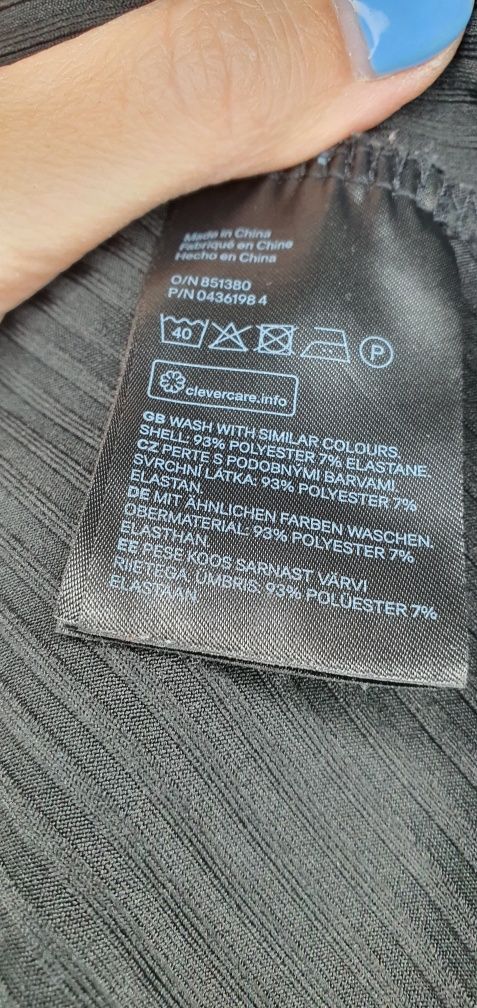 Made in China
Fabriqué en Chine
Hecho en China
O/N 851380
P/N 0436198 4
40 P
clevercare.info
GB WASH WITH SIMILAR COLOURS.
SHELL: 93% POLYESTER 7% ELASTANE.
CZ PERTE S PODOBNÝMI BARVAMI.
SVRCHNÍ LÁTKA: 93% POLYESTER 7%
ELASTAN.
DE MIT ÄHNLICHEN FARBEN WASCHEN.
OBERMATERIAL: 93% POLYESTER 7%
ELASTHAN.
EE PESE KOOS SARNAST VÄRVI
RIIETEGA. ÜMBRIS: 93% POLÜESTER 7%
ELASTAAN.